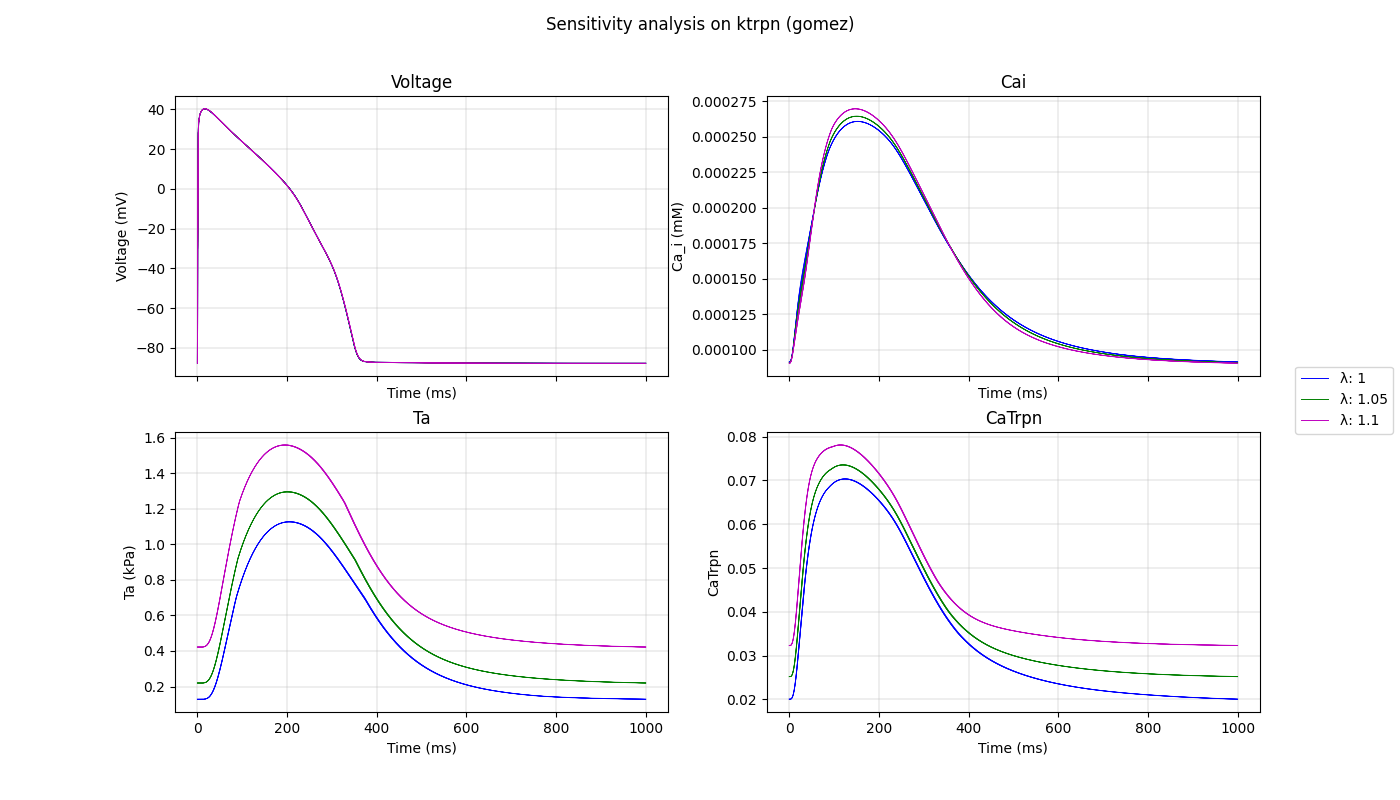 Sensitivity analysis on ktrpn (gomez)
Voltage
40
20
0
−20
−40
−60
−80
Voltage (mV)
Time (ms)
Cai
0.000275
0.000250
0.000225
0.000200
0.000175
0.000150
0.000125
0.000100
Ca_i (mM)
Time (ms)
Ta
1.6
1.4
1.2
1.0
0.8
0.6
0.4
0.2
Ta (kPa)
0 200 400 600 800 1000
Time (ms)
CaTrpn
0.08
0.07
0.06
0.05
0.04
0.03
0.02
CaTrpn
0 200 400 600 800 1000
Time (ms)
λ: 1
λ: 1.05
λ: 1.1